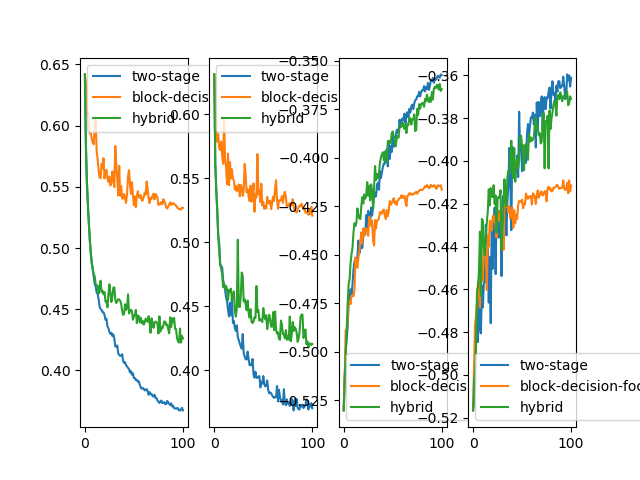 0.65
0.60
0.55
0.50
0.45
0.40
0 100
two-stage
block-decis
hybrid
0.60
0.55
0.50
0.45
0.40
0 100
two-stage
block-decis
hybrid
−0.350
−0.375
−0.400
−0.425
−0.450
−0.475
−0.500
−0.525
0 100
two-stage
block-decis
hybrid
−0.36
−0.38
−0.40
−0.42
−0.44
−0.46
−0.48
−0.50
−0.52
0 100
two-stage
block-decision-foc
hybrid